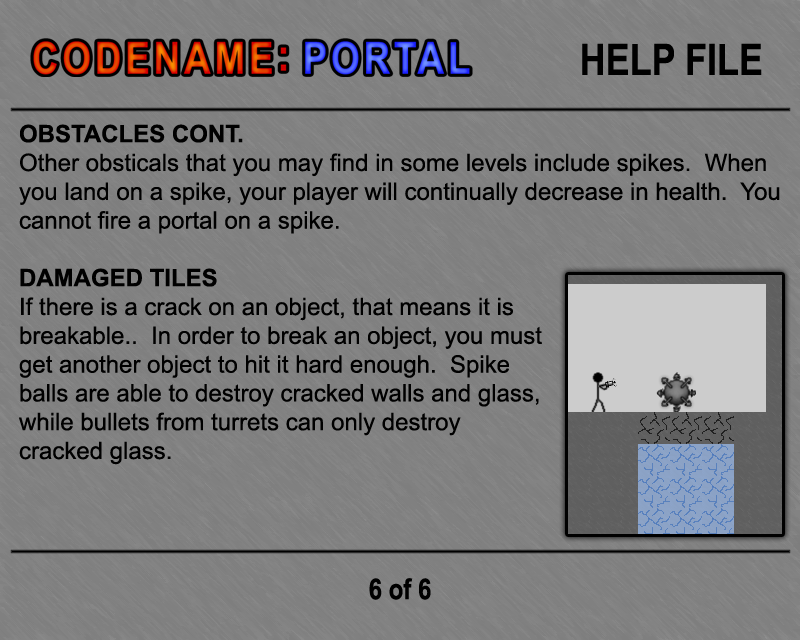 CODENAME: PORTAL
HELP FILE
OBSTACLES CONT.
Other obsticals that you may find in some levels include spikes.  When
you land on a spike, your player will continually decrease in health.  You
cannot fire a portal on a spike.
DAMAGED TILES
If there is a crack on an object, that means it is
breakable..  In order to break an object, you must
get another object to hit it hard enough.  Spike
balls are able to destroy cracked walls and glass,
while bullets from turrets can only destroy
cracked glass.
6 of 6